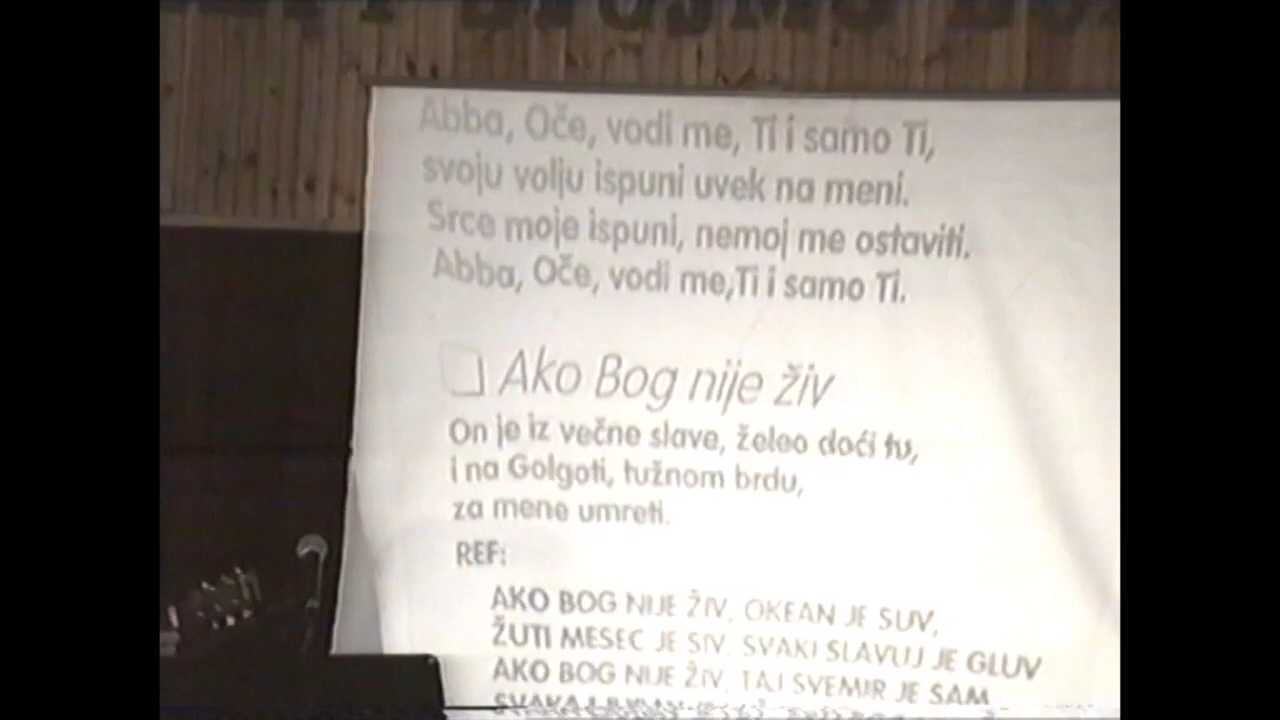 Abba, Oče, vodi me, Ti i samo Ti,
svoju volju ispuni uvek na meni.
Srce moje ispuni, nemoj me ostaviti.
Abba, Oče, vodi me,Ti i samo Ti.
Ako Bog nije živ
On je iz večne slave, želeo doći tu,
i na Golgoti, tužnom brdu,
za mene umreti.
REF:
AKO BOG NIJE ŽIV, OKEAN JE SUV,
ŽUTI MESEC JE SIV, SVAKI SLAVUJ JE GLUV
AKO BOG NIJE ŽIV, TAJ SVEMIR JE SAM
SVAKA